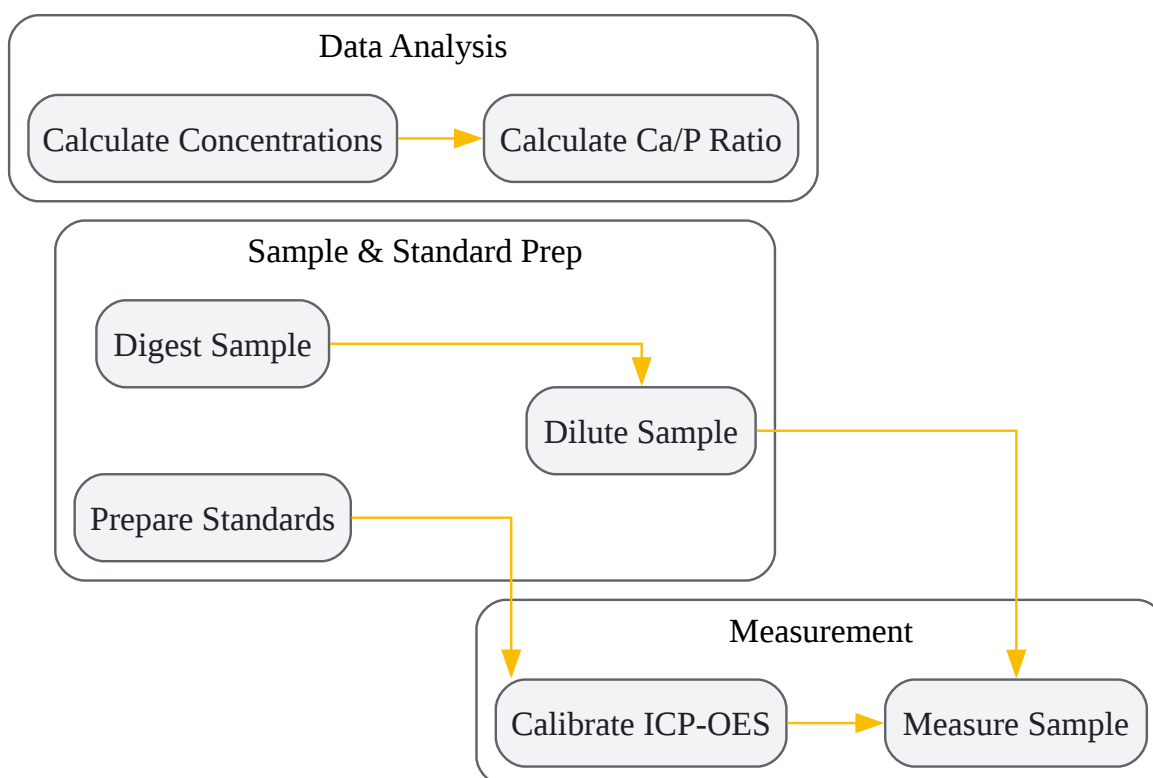 Data Analysis
Calculate Concentrations
Calculate Ca/P Ratio
Sample & Standard Prep
Digest Sample
Dilute Sample
Prepare Standards
Measurement
Calibrate ICP-OES
Measure Sample